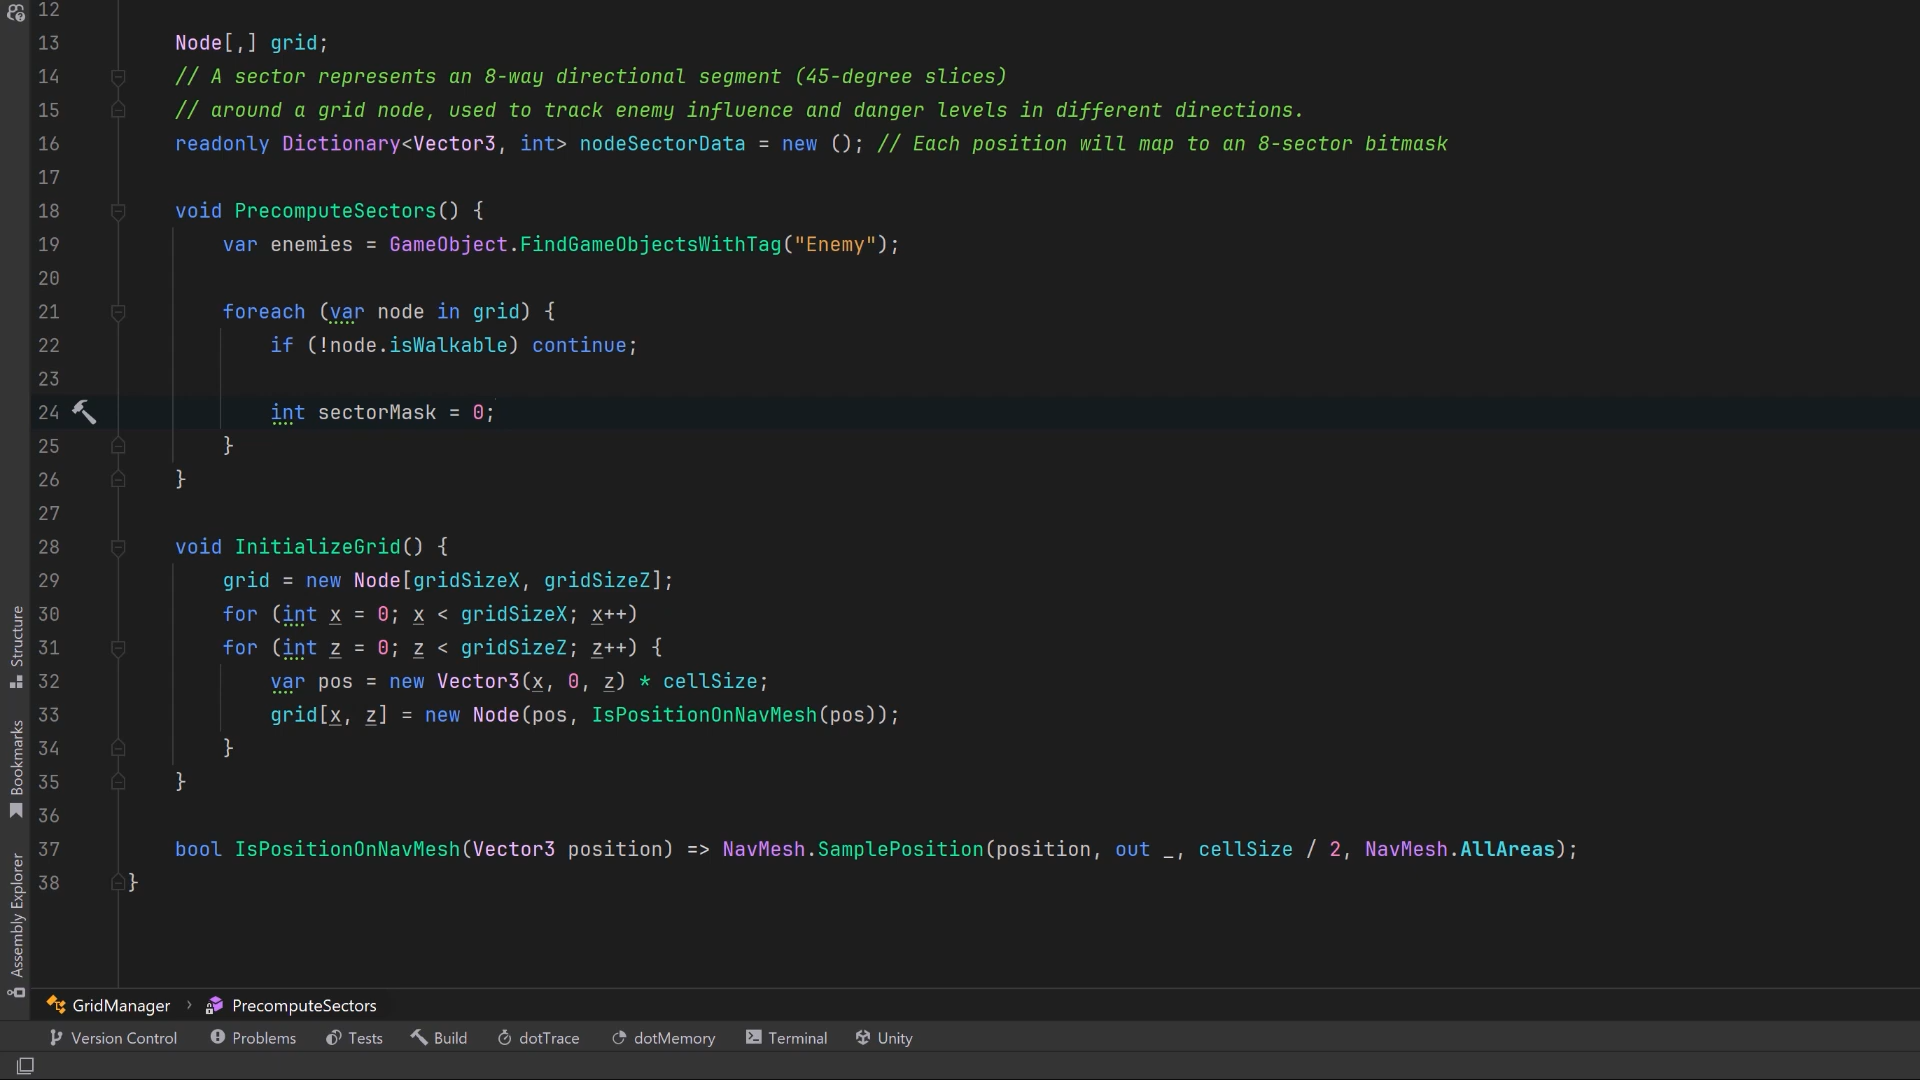 12
13 Node[,] grid;
14 // A sector represents an 8-way directional segment (45-degree slices)
15 // around a grid node, used to track enemy influence and danger levels in different directions.
16 readonly Dictionary<Vector3, int> nodeSectorData = new (); // Each position will map to an 8-sector bitmask
17
18 void PrecomputeSectors() {
19 var enemies = GameObject.FindGameObjectsWithTag("Enemy");
20
21 foreach (var node in grid) {
22 if (!node.isWalkable) continue;
23
24 int sectorMask = 0;
25 }
26 }
27
28 void InitializeGrid() {
29 grid = new Node[gridSizeX, gridSizeZ];
30 for (int x = 0; x < gridSizeX; x++)
31 for (int z = 0; z < gridSizeZ; z++) {
32 var pos = new Vector3(x, 0, z) * cellSize;
33 grid[x, z] = new Node(pos, IsPositionOnNavMesh(pos));
34 }
35 }
36
37 bool IsPositionOnNavMesh(Vector3 position) => NavMesh.SamplePosition(position, out _, cellSize / 2, NavMesh.AllAreas);
38 }
Structure
Bookmarks
Assembly Explorer
GridManager › PrecomputeSectors
Version Control Problems Tests Build dotTrace dotMemory Terminal Unity